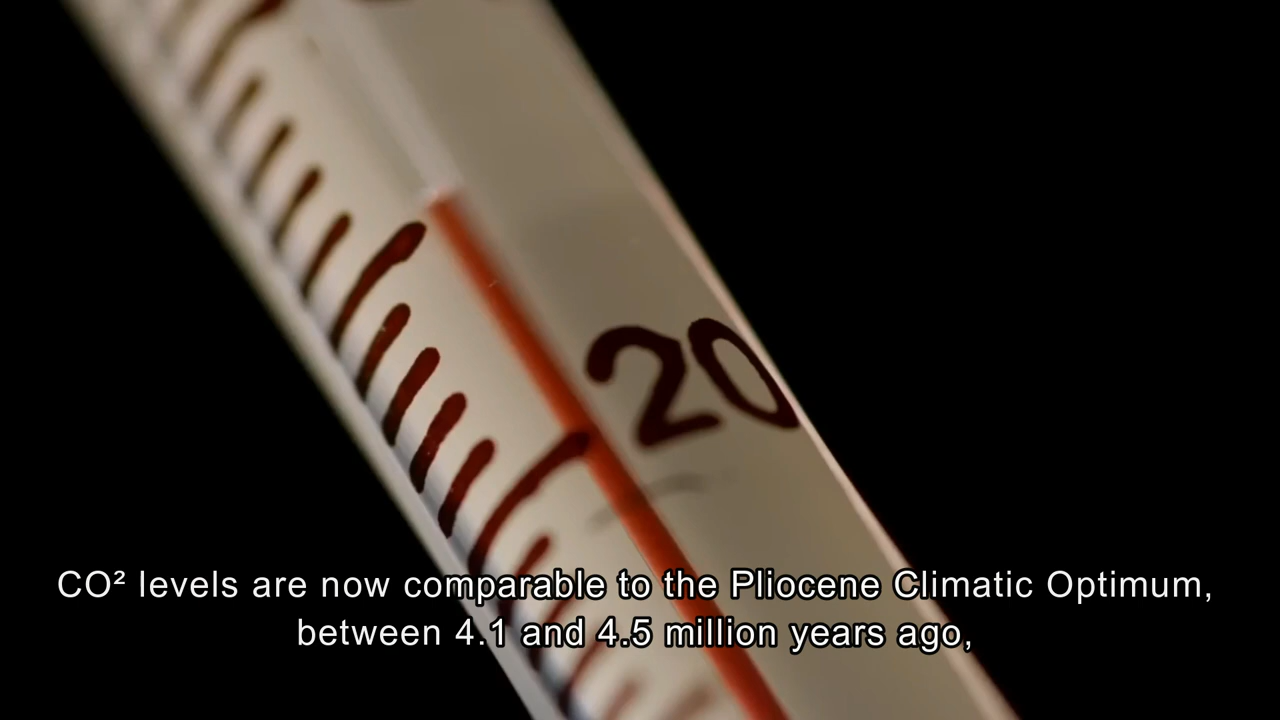 20
CO² levels are now comparable to the Pliocene Climatic Optimum,
between 4.1 and 4.5 million years ago,